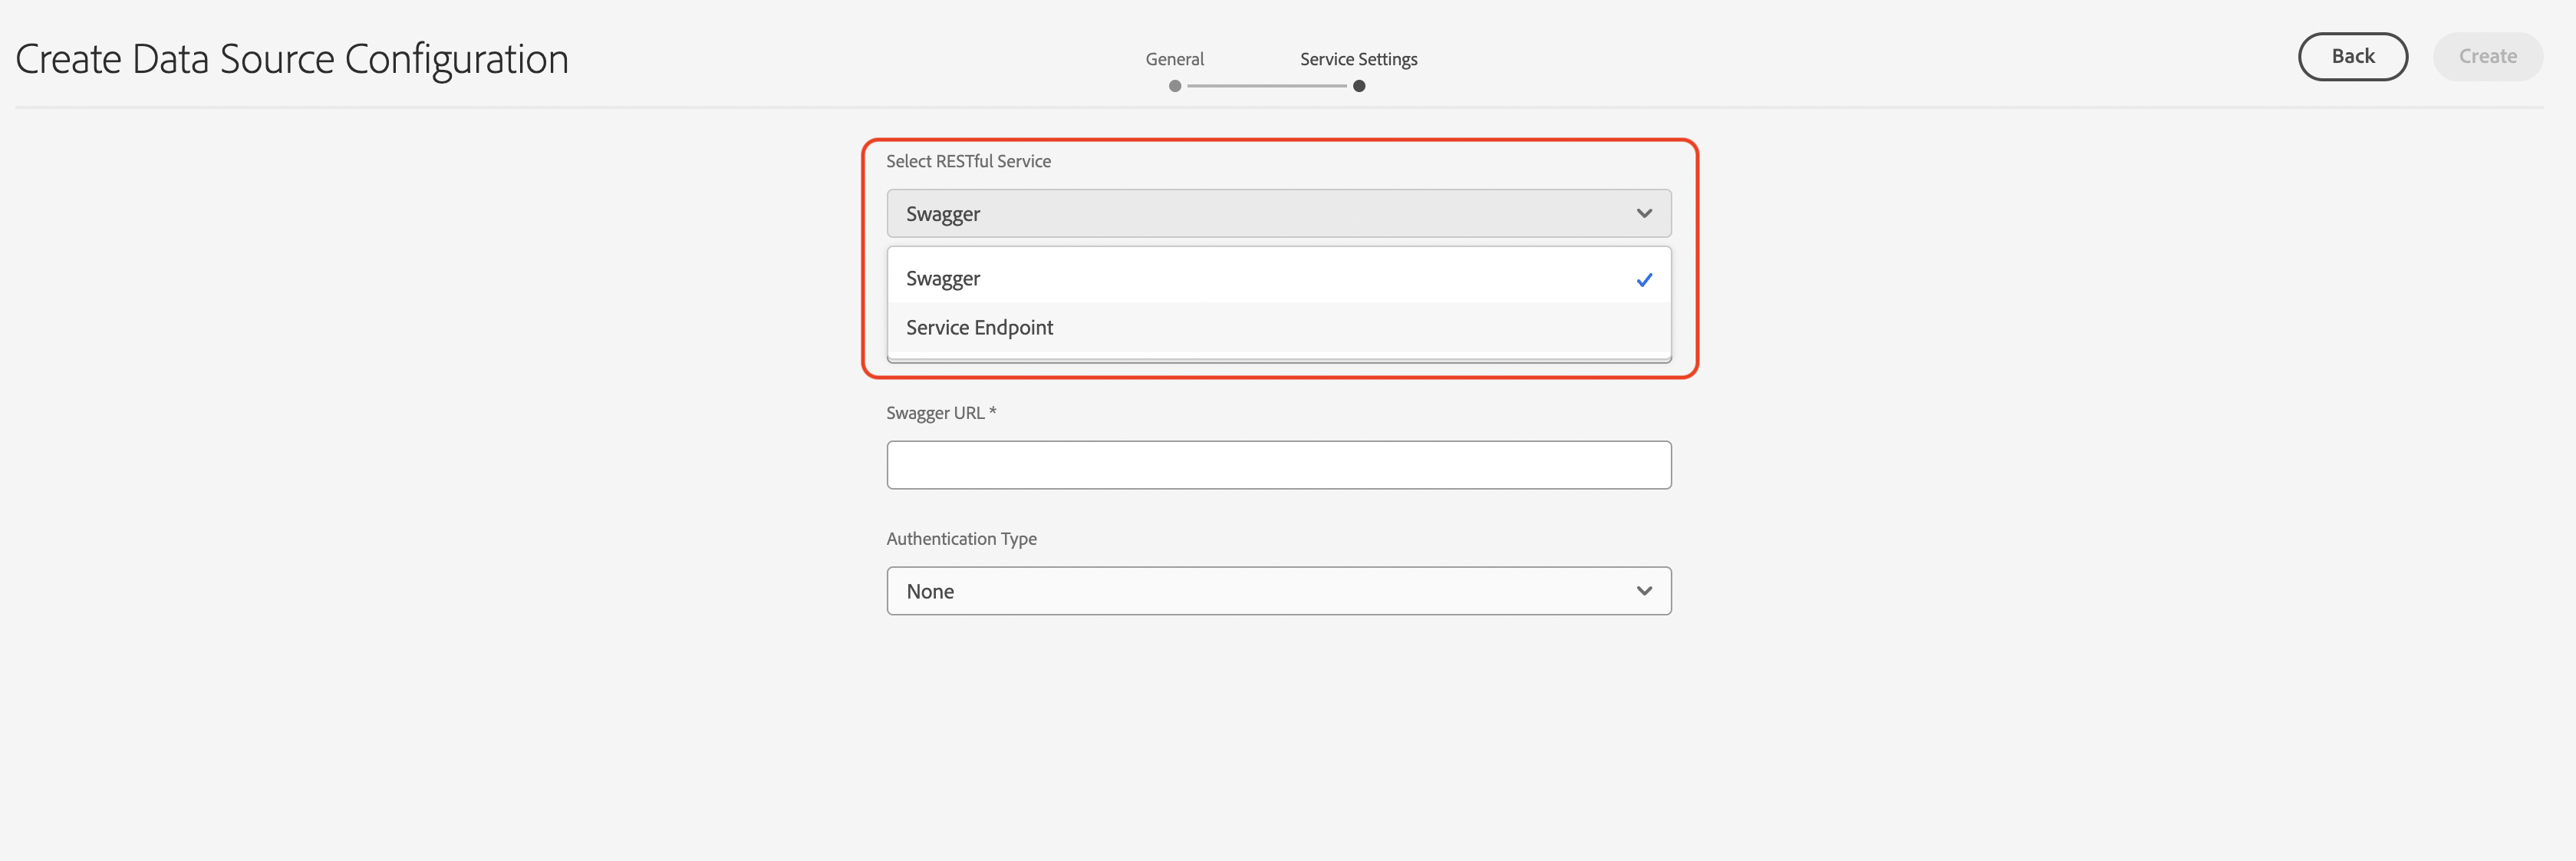 Create Data Source Configuration
General
Service Settings
Back
Create
Select RESTful Service
Swagger
Swagger
Service Endpoint
Swagger URL *
Authentication Type
None